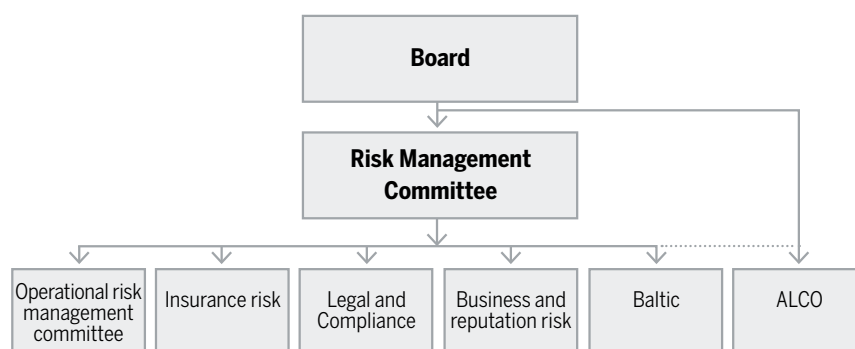 Board
Risk Management
Committee
Operational risk
management
committee
Insurance risk
Legal and
Compliance
Business and
reputation risk
Baltic
ALCO